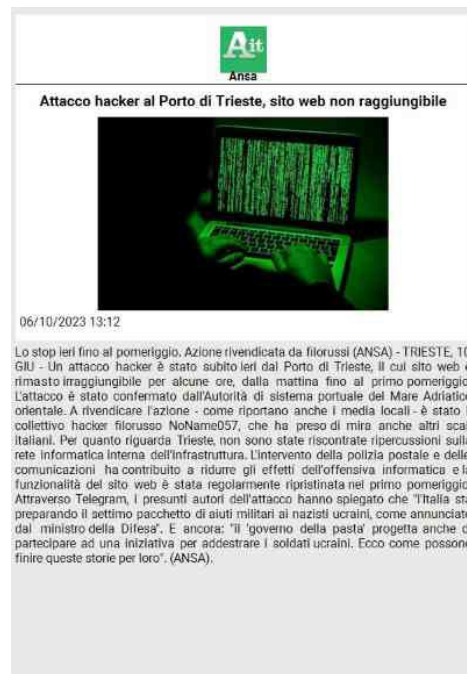 Ait
Ansa
Attacco hacker al Porto di Trieste, sito web non raggiungibile
06/10/2023 13:12
Lo stop ieri fino al pomeriggio. Azione rivendicata da filorussi (ANSA) - TRIESTE, 10
GIU - Un attacco hacker è stato subito ieri dal Porto di Trieste, il cui sito web è
rimasto irraggiungibile per alcune ore, dalla mattina fino al primo pomeriggio.
L'attacco è stato confermato dall'Autorità di sistema portuale del Mare Adriatico
orientale. A rivendicare l'azione - come riportano anche i media locali - è stato
collettivo hacker filorusso NoName057, che ha preso di mira anche altri scali
italiani. Per quanto riguarda Trieste, non sono state riscontrate ripercussioni sulla
rete informatica interna dell'infrastruttura. L'intervento della polizia postale e delle
comunicazioni ha contribuito a ridurre gli effetti dell'offensiva informatica e la
funzionalità del sito web è stata regolarmente ripristinata nel primo pomeriggio.
Attraverso Telegram, i presunti autori dell'attacco hanno spiegato che "l'Italia sta
preparando il settimo pacchetto di aiuti militari ai nazisti ucraini, come annunciato
dal ministro della Difesa". E ancora: "il 'governo della pasta' progetta anche di
partecipare ad una iniziativa per addestrare i soldati ucraini. Ecco come possono
finire queste storie per loro". (ANSA).